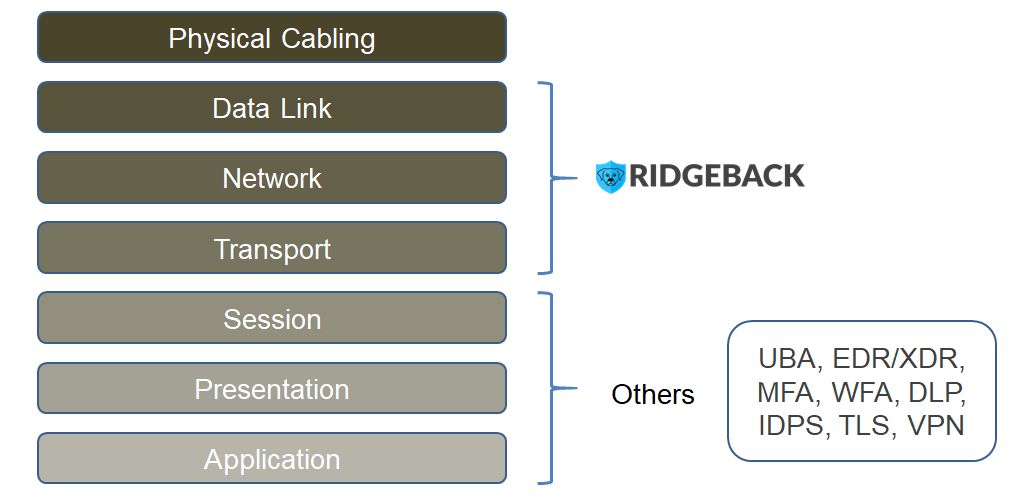 Physical Cabling
Data Link
Network
Transport
Session
Presentation
Application
RIDGEBACK
Others
UBA, EDR/XDR,
MFA, WFA, DLP,
IDPS, TLS, VPN